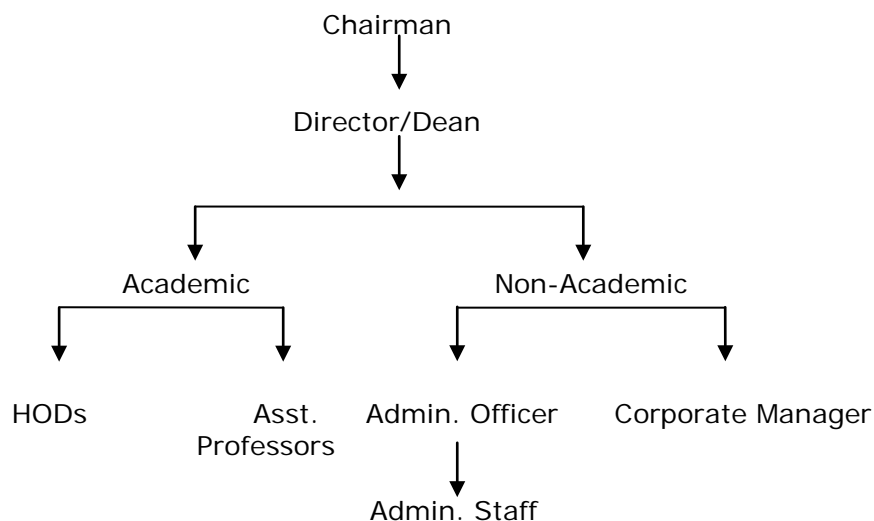 Chairman
Director/Dean
Academic
Non-Academic
HODs
Asst.
Professors
Admin. Officer
Corporate Manager
Admin. Staff